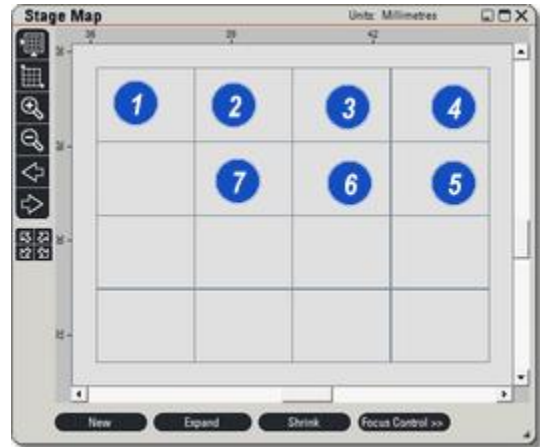 Stage Map Units: Millimetres
36 39 42
1 2 3 4
7 6 5
New Expand Shrink Focus Control >>